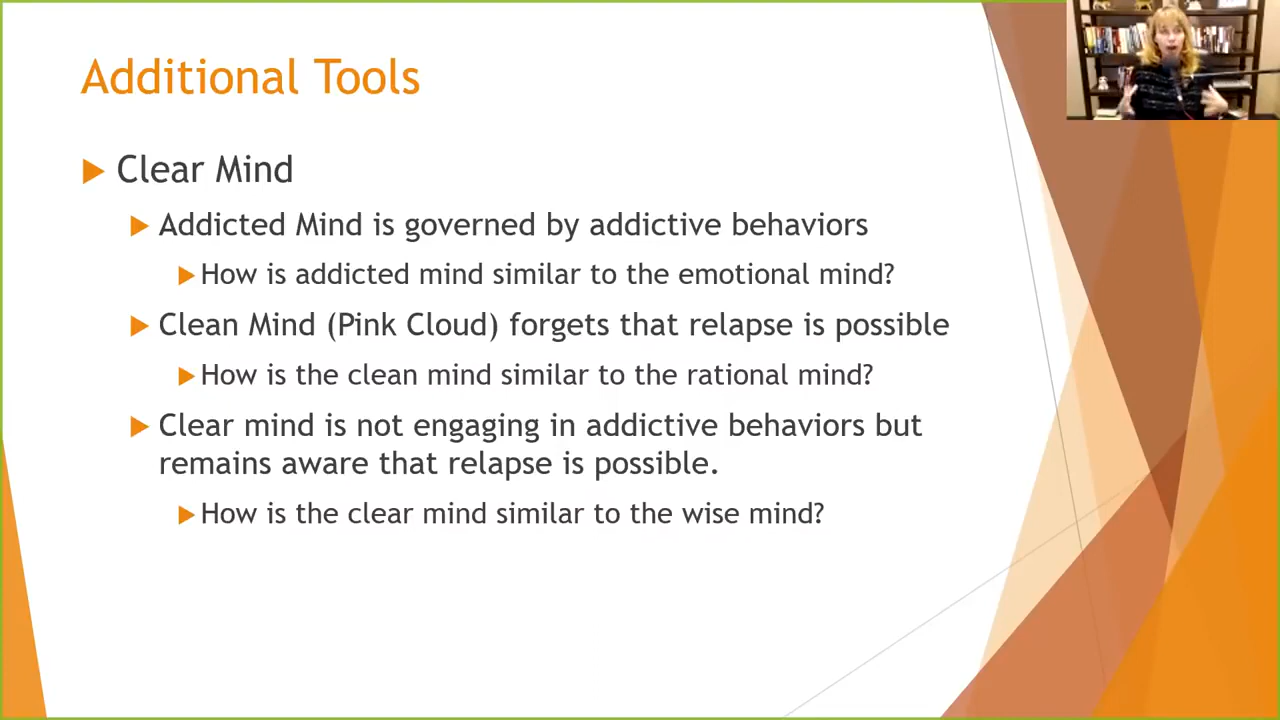 Additional Tools
Clear Mind
Addicted Mind is governed by addictive behaviors
How is addicted mind similar to the emotional mind?
Clean Mind (Pink Cloud) forgets that relapse is possible
How is the clean mind similar to the rational mind?
Clear mind is not engaging in addictive behaviors but
remains aware that relapse is possible.
How is the clear mind similar to the wise mind?